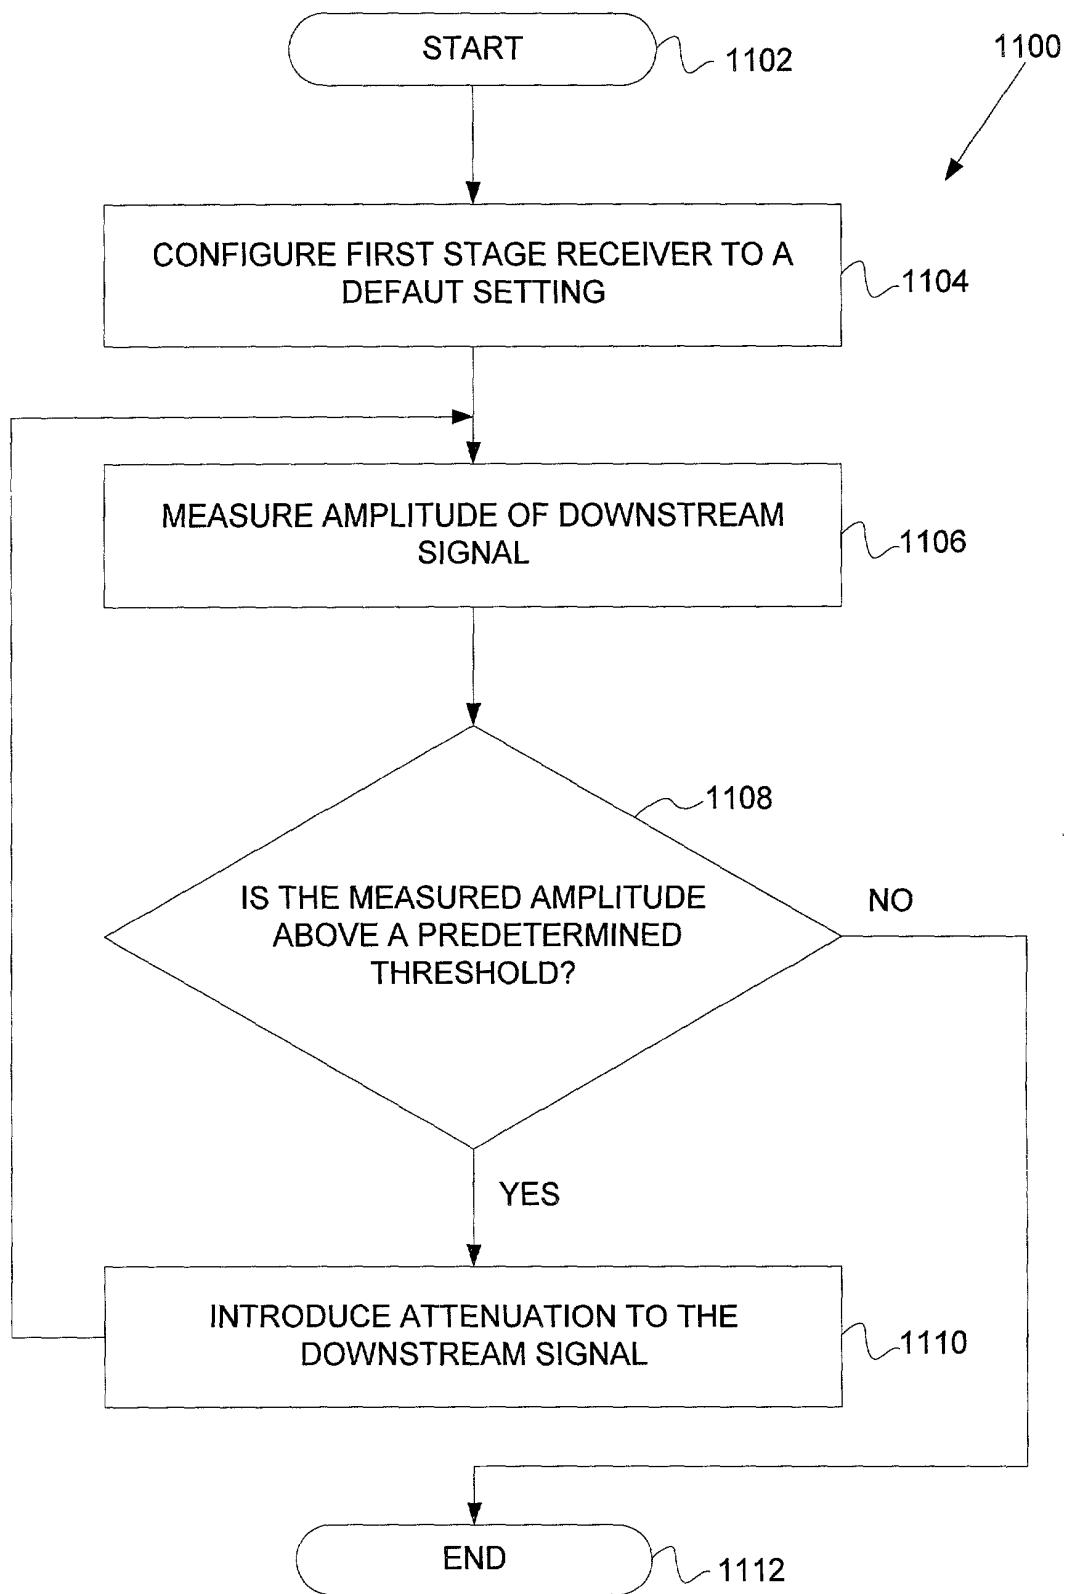 START
1102
1100
CONFIGURE FIRST STAGE RECEIVER TO A
DEFAUT SETTING
1104
MEASURE AMPLITUDE OF DOWNSTREAM
SIGNAL
1106
1108
IS THE MEASURED AMPLITUDE
ABOVE A PREDETERMINED
THRESHOLD?
NO
YES
INTRODUCE ATTENUATION TO THE
DOWNSTREAM SIGNAL
1110
END
1112